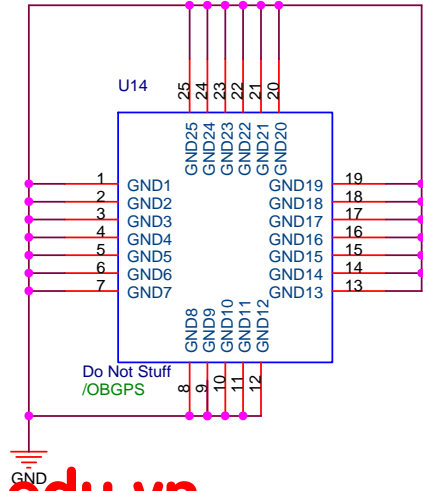 U14
25 24 23 22 21 20
GND25 GND24 GND23 GND22 GND21 GND20
1 GND1 GND19 19
2 GND2 GND18 18
3 GND3 GND17 17
4 GND4 GND16 16
5 GND5 GND15 15
6 GND6 GND14 14
7 GND7 GND13 13
GND8 GND9 GND10 GND11 GND12
8 9 10 11 12
Do Not Stuff
/OBGPS
GND